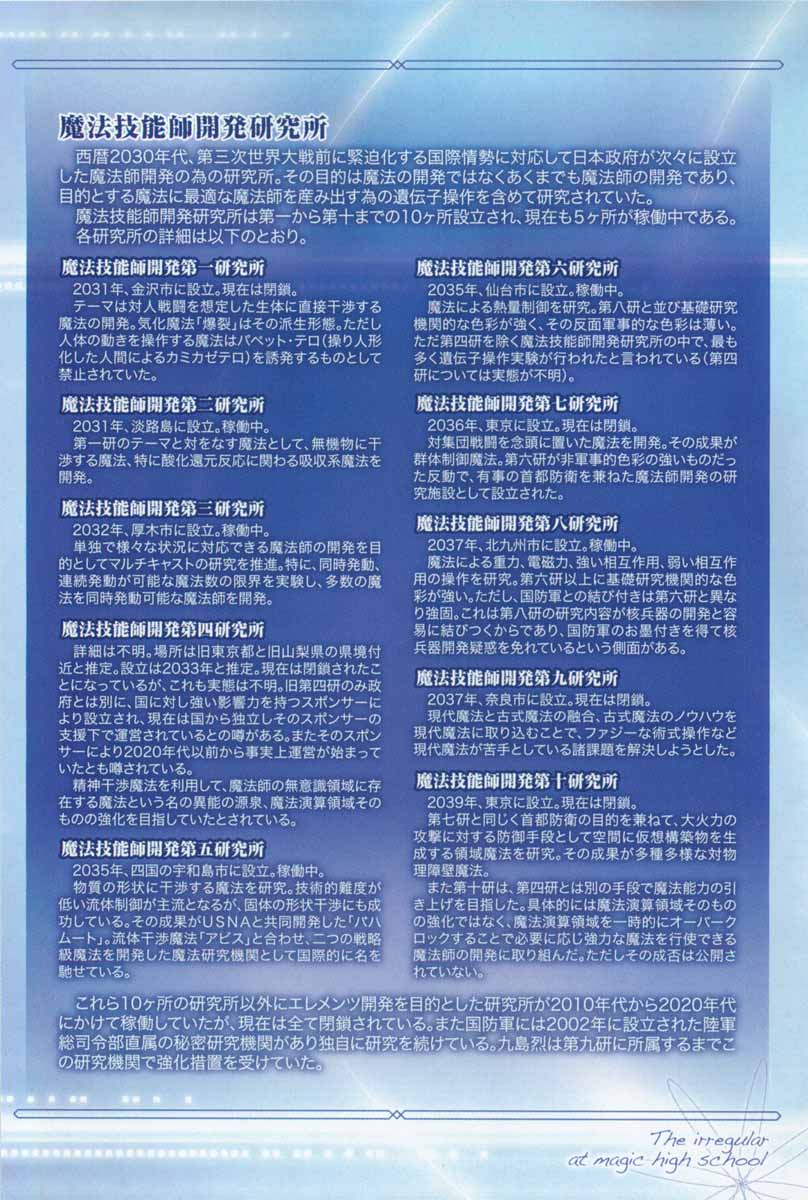 魔法技能師開発研究所
西暦2030年代、第三次世界大戦前に緊迫化する国際情勢に対応して日本政府が次々に設立
した魔法師開発の為の研究所。その目的は魔法の開発ではなくあくまでも魔法師の開発であり、
目的とする魔法に最適な魔法師を産み出す為の遺伝子操作を含めて研究されていた。
魔法技能師開発研究所は第一から第十までの10ヶ所設立され、現在も5ヶ所が稼働中である。
各研究所の詳細は以下のとおり。
魔法技能師開発第一研究所
2031年、金沢市に設立。現在は閉鎖。
テーマは対人戦闘を想定した生体に直接干渉する
魔法の開発。気化魔法「爆裂」はその派生形態。ただし
人体の動きを操作する魔法はパペット・テロ(操り人形
化した人間によるカミカゼテロ)を誘発するものとして
禁止されていた。
魔法技能師開発第二研究所
2031年、淡路島に設立。稼働中。
第一研のテーマと対をなす魔法として、無機物に干
渉する魔法、特に酸化還元反応に関わる吸収系魔法を
開発。
魔法技能師開発第三研究所
2032年、厚木市に設立。稼働中。
単独で様々な状況に対応できる魔法師の開発を目
的としてマルチキャストの研究を推進。特に、同時発動、
連続発動が可能な魔法数の限界を実験し、多数の魔
法を同時発動可能な魔法師を開発。
魔法技能師開発第四研究所
詳細は不明。場所は旧東京都と旧山梨県の県境付
近と推定。設立は2033年と推定。現在は閉鎖されたこ
とになっているが、これも実態は不明。旧第四研のみ政
府とは別に、国に対し強い影響力を持つスポンサーに
より設立され、現在は国から独立しそのスポンサーの
支援下で運営されているとの噂がある。またそのスポン
サーにより2020年代以前から事実上運営が始まって
いたとも噂されている。
精神干渉魔法を利用して、魔法師の無意識領域に存
在する魔法という名の異能の源泉、魔法演算領域その
ものの強化を目指していたとされている。
魔法技能師開発第五研究所
2035年、四国の宇和島市に設立。稼働中。
物質の形状に干渉する魔法を研究。技術的難度が
低い流体制御が主流となるが、固体の形状干渉にも成
功している。その成果がUSNAと共同開発した「バハ
ムート」。流体干渉魔法「アビス」と合わせ、二つの戦略
級魔法を開発した魔法研究機関として国際的に名を
馳せている。
魔法技能師開発第六研究所
2035年、仙台市に設立。稼働中。
魔法による熱量制御を研究。第八研と並び基礎研究
機関的な色彩が強く、その反面軍事的な色彩は薄い。
ただ第四研を除く魔法技能師開発研究所の中で、最も
多く遺伝子操作実験が行われたと言われている(第四
研については実態が不明)。
魔法技能師開発第七研究所
2036年、東京に設立。現在は閉鎖。
対集団戦闘を念頭に置いた魔法を開発。その成果が
群体制御魔法。第六研が非軍事的色彩の強いものだっ
た反動で、有事の首都防衛を兼ねた魔法師開発の研
究施設として設立された。
魔法技能師開発第八研究所
2037年、北九州市に設立。稼働中。
魔法による重力、電磁力、強い相互作用、弱い相互作
用の操作を研究。第六研以上に基礎研究機関的な色
彩が強い。ただし、国防軍との結び付きは第六研と異な
り強固。これは第八研の研究内容が核兵器の開発と容
易に結びつくからであり、国防軍のお墨付きを得て核
兵器開発疑惑を免れているという側面がある。
魔法技能師開発第九研究所
2037年、奈良市に設立。現在は閉鎖。
現代魔法と古式魔法の融合、古式魔法のノウハウを
現代魔法に取り込むことで、ファジーな術式操作など
現代魔法が苦手としている諸課題を解決しようとした。
魔法技能師開発第十研究所
2039年、東京に設立。現在は閉鎖。
第七研と同じく首都防衛の目的を兼ねて、大火力の
攻撃に対する防御手段として空間に仮想構築物を生
成する領域魔法を研究。その成果が多種多様な対物
理障壁魔法。
また第十研は、第四研とは別の手段で魔法能力の引
き上げを目指した。具体的には魔法演算領域そのもの
の強化ではなく、魔法演算領域を一時的にオーバーク
ロックすることで必要に応じ強力な魔法を行使できる
魔法師の開発に取り組んだ。ただしその成否は公開さ
れていない。
これら10ヶ所の研究所以外にエレメンツ開発を目的とした研究所が2010年代から2020年代
にかけて稼働していたが、現在は全て閉鎖されている。また国防軍には2002年に設立された陸軍
総司令部直属の秘密研究機関があり独自に研究を続けている。九島烈は第九研に所属するまでこ
の研究機関で強化措置を受けていた。
The irregular
at magic high school